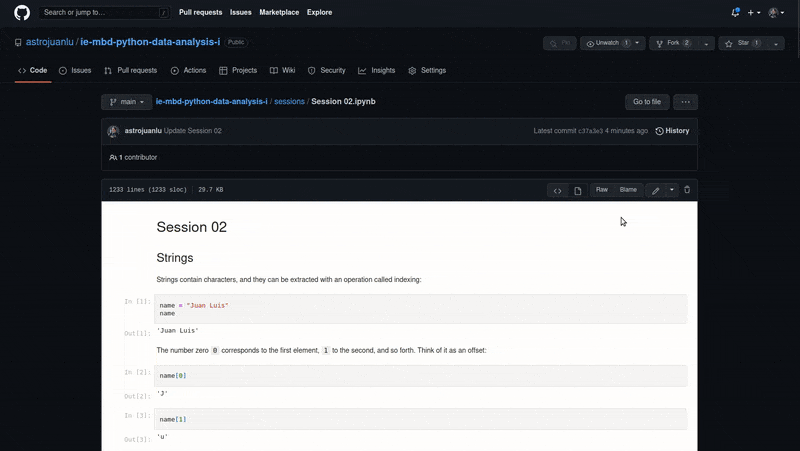 Search or jump to… /
Pull requests Issues Marketplace Explore
astrojuanlu / ie-mbd-python-data-analysis-i Public
Pin Unwatch 1 Fork 2 Star 1
Code Issues Pull requests Actions Projects Wiki Security Insights Settings
main ie-mbd-python-data-analysis-i / sessions / Session 02.ipynb Go to file ...
astrojuanlu Update Session 02 Latest commit c37a3e3 4 minutes ago History
1 contributor
1233 lines (1233 sloc) 29.7 KB Raw Blame
Session 02
Strings
Strings contain characters, and they can be extracted with an operation called indexing:
In [1]: name = "Juan Luis"
name
Out[1]: 'Juan Luis'
The number zero 0 corresponds to the first element, 1 to the second, and so forth. Think of it as an offset:
In [2]: name[0]
Out[2]: 'J'
In [3]: name[1]
Out[3]: 'u'